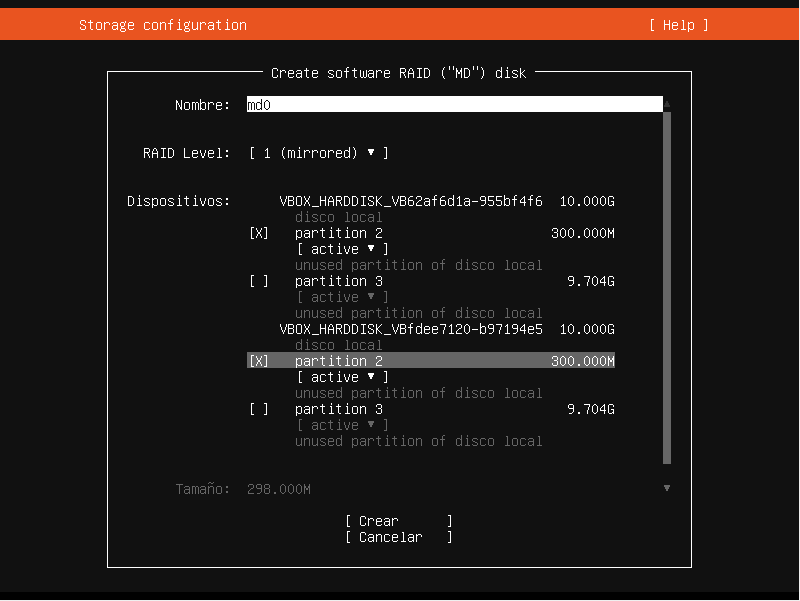 Storage configuration [ Help ]
Create software RAID ("MD") disk
Nombre: md0
RAID Level: [ 1 (mirrored) ▾ ]
Dispositivos: VBOX_HARDDISK_VB62af6d1a-955bf4f6 10.000G
disco local
[X] partition 2 300.000M
[ active ▾ ]
unused partition of disco local
[ ] partition 3 9.704G
[ active ▾ ]
unused partition of disco local
VBOX_HARDDISK_VBfdee7120-b97194e5 10.000G
disco local
[X] partition 2 300.000M
[ active ▾ ]
unused partition of disco local
[ ] partition 3 9.704G
[ active ▾ ]
unused partition of disco local
Tamaño: 298.000M
[ Crear ]
[ Cancelar ]